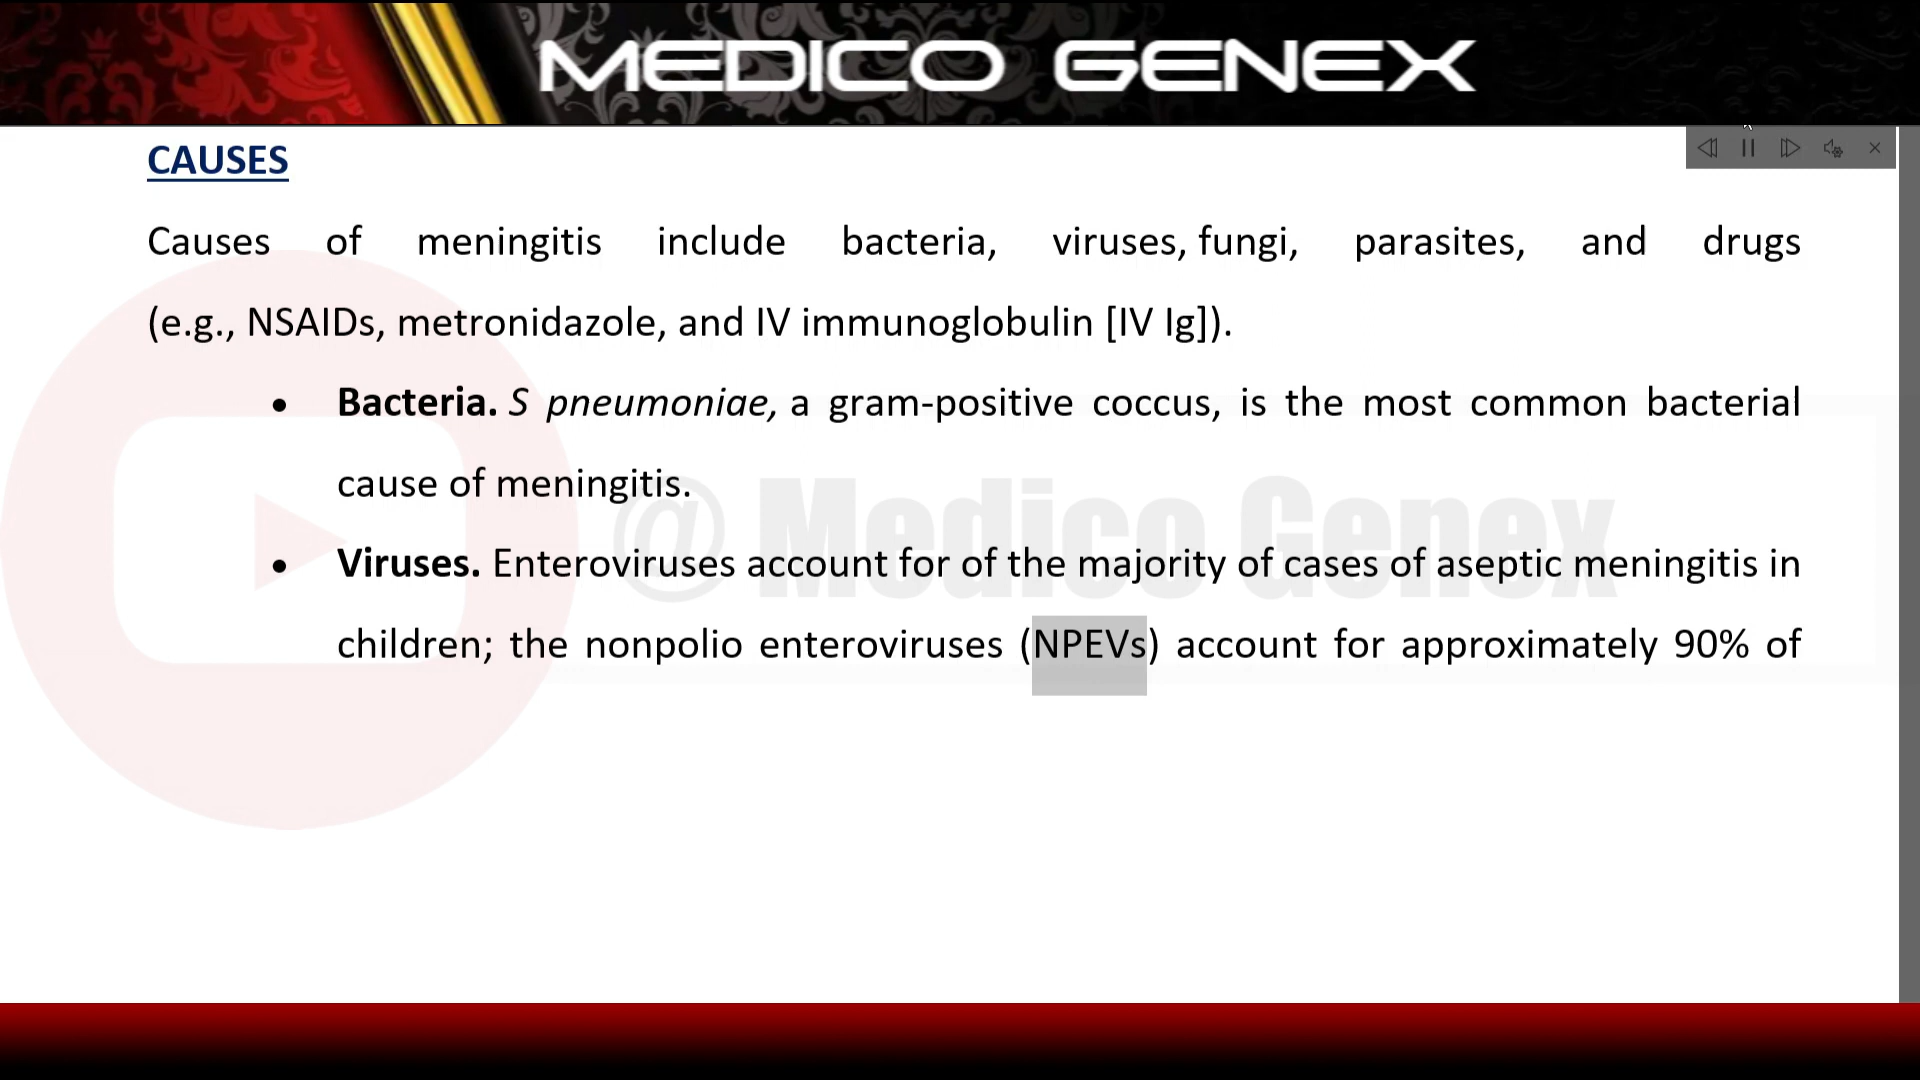 MEDICO GENEX
CAUSES
Causes of meningitis include bacteria, viruses, fungi, parasites, and drugs
(e.g., NSAIDs, metronidazole, and IV immunoglobulin [IV Ig]).
• Bacteria. S pneumoniae, a gram-positive coccus, is the most common bacterial
cause of meningitis.
@ Medico Genex
• Viruses. Enteroviruses account for of the majority of cases of aseptic meningitis in
children; the nonpolio enteroviruses (NPEVs) account for approximately 90% of